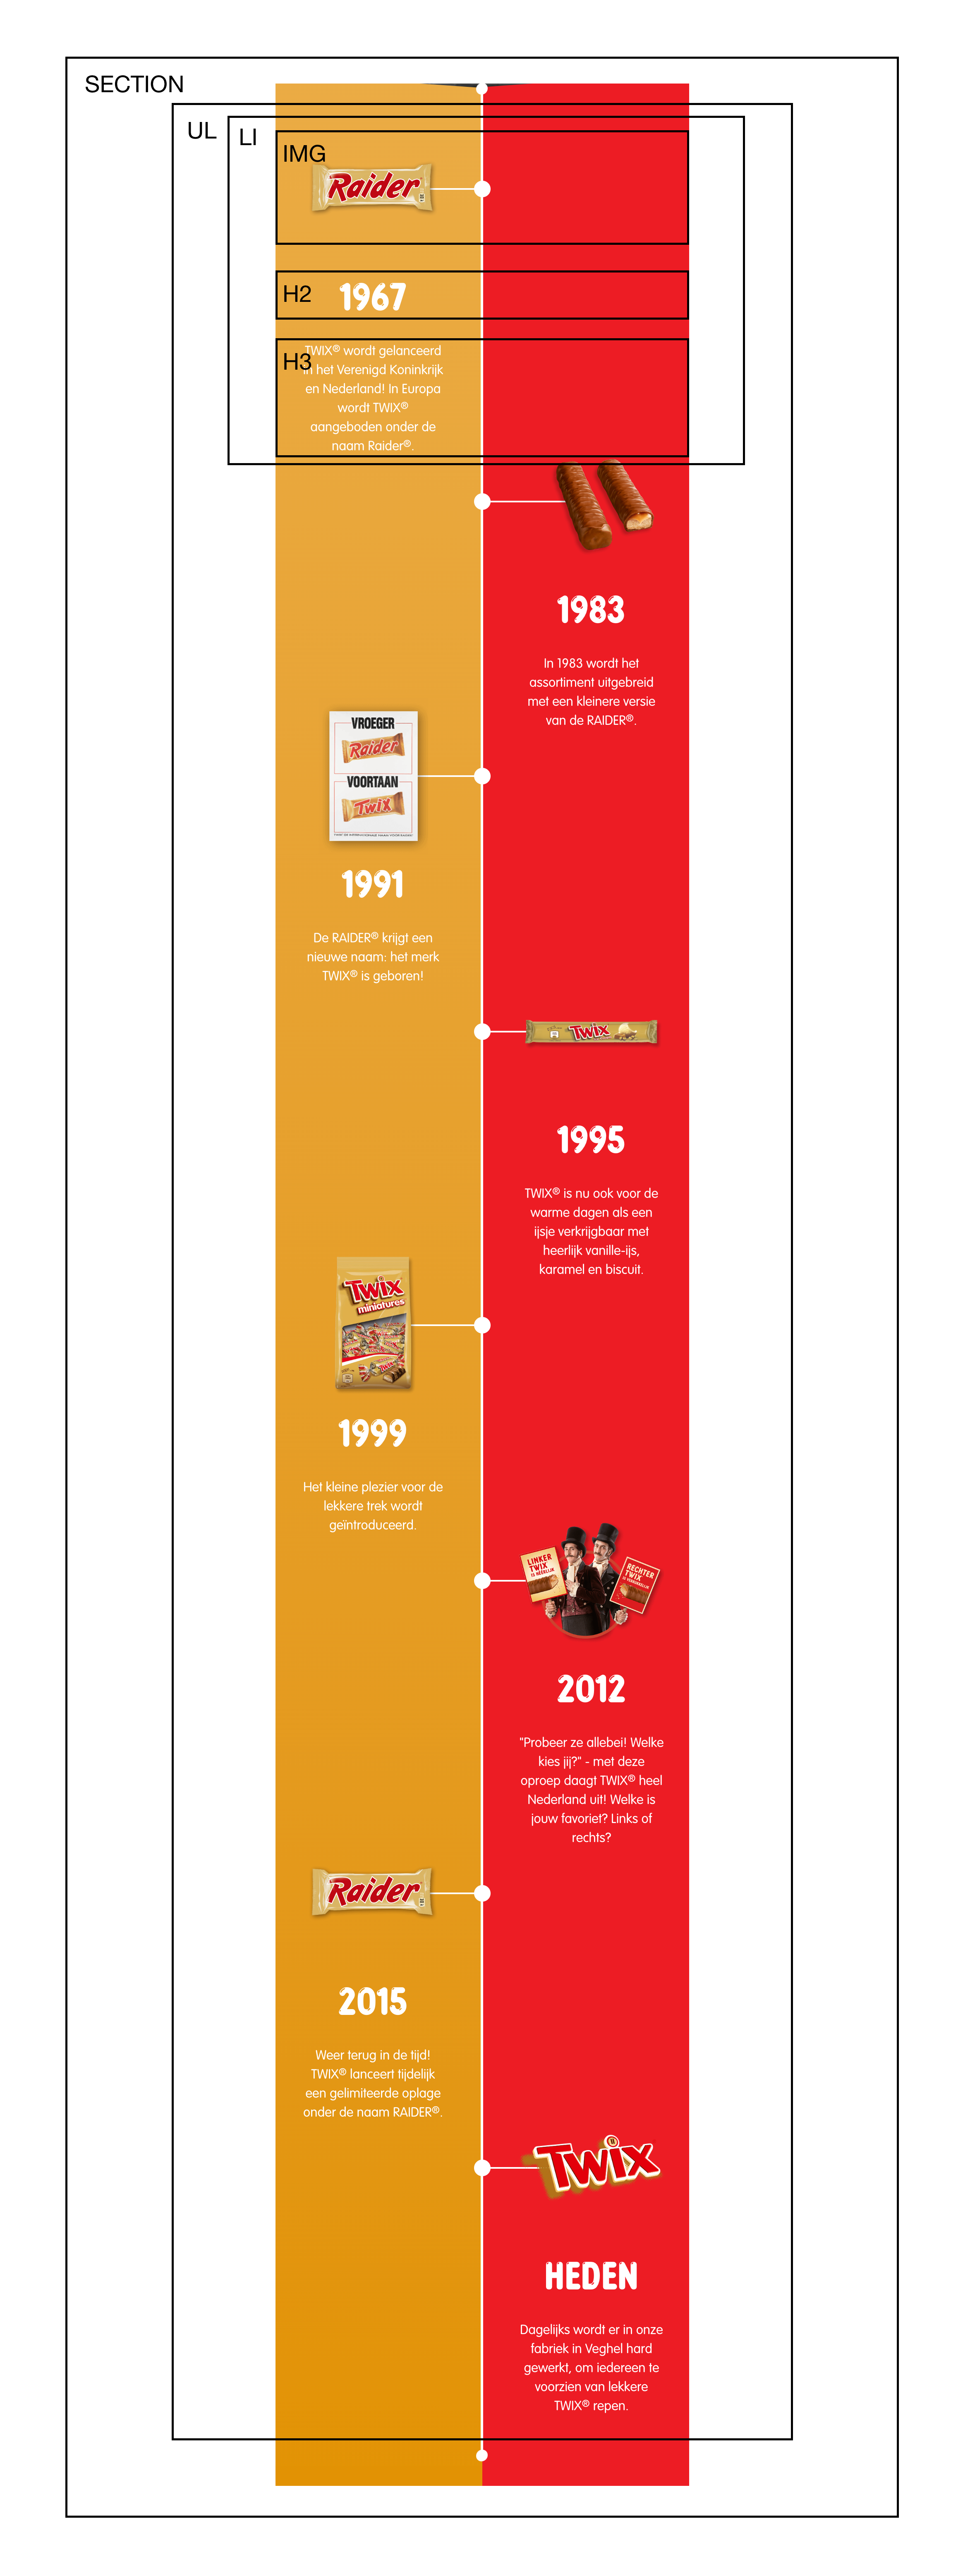 SECTION
UL
LI
IMG
Raider
H2
1967
H3
TWIX® wordt gelanceerd
in het Verenigd Koninkrijk
en Nederland! In Europa
wordt TWIX®
aangeboden onder de
naam Raider®.
1983
In 1983 wordt het
assortiment uitgebreid
met een kleinere versie
van de RAIDER®.
VROEGER
Raider
VOORTAAN
Twix
1991
De RAIDER® krijgt een
nieuwe naam: het merk
TWIX® is geboren!
Twix
1995
TWIX® is nu ook voor de
warme dagen als een
ijsje verkrijgbaar met
heerlijk vanille-ijs,
karamel en biscuit.
Twix
miniatures
1999
Het kleine plezier voor de
lekkere trek wordt
geïntroduceerd.
LINKER
TWIX
RECHTER
TWIX
2012
"Probeer ze allebei! Welke
kies jij?" - met deze
oproep daagt TWIX® heel
Nederland uit! Welke is
jouw favoriet? Links of
rechts?
Raider
2015
Weer terug in de tijd!
TWIX® lanceert tijdelijk
een gelimiteerde oplage
onder de naam RAIDER®.
Twix
HEDEN
Dagelijks wordt er in onze
fabriek in Veghel hard
gewerkt, om iedereen te
voorzien van lekkere
TWIX® repen.